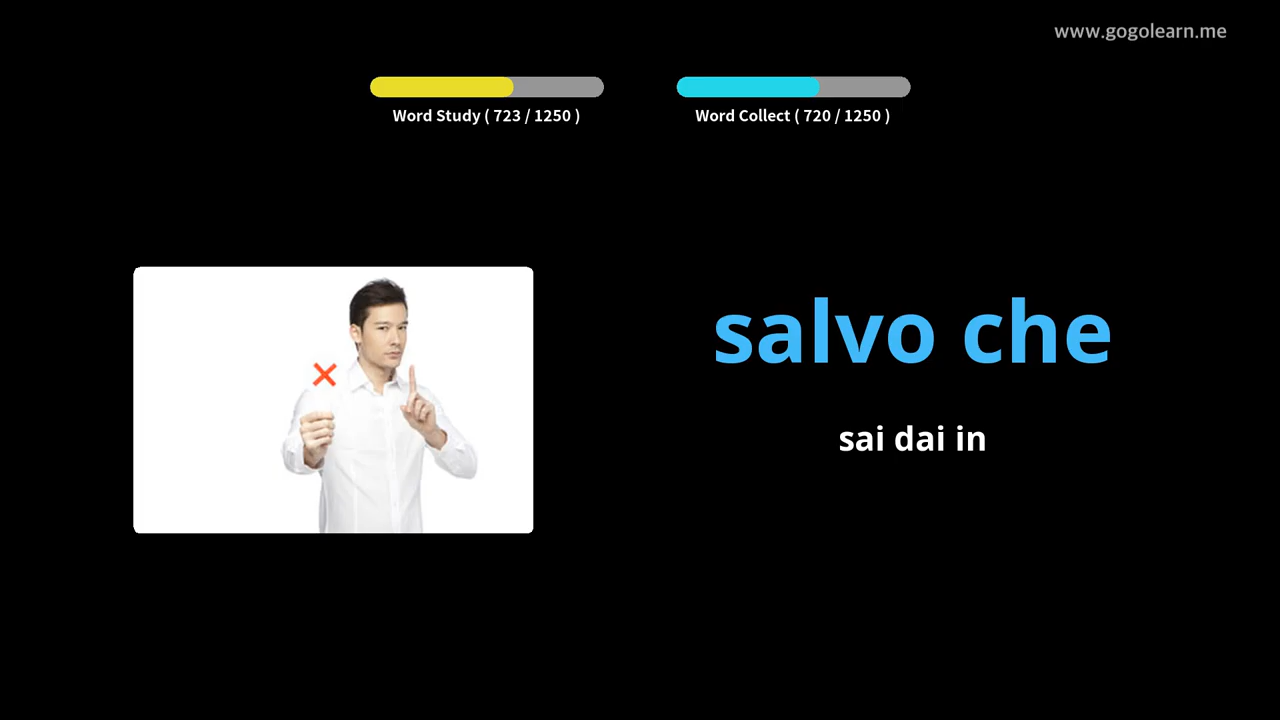 www.gogolearn.me
Word Study ( 723 / 1250 )
Word Collect ( 720 / 1250 )
salvo che
sai dai in